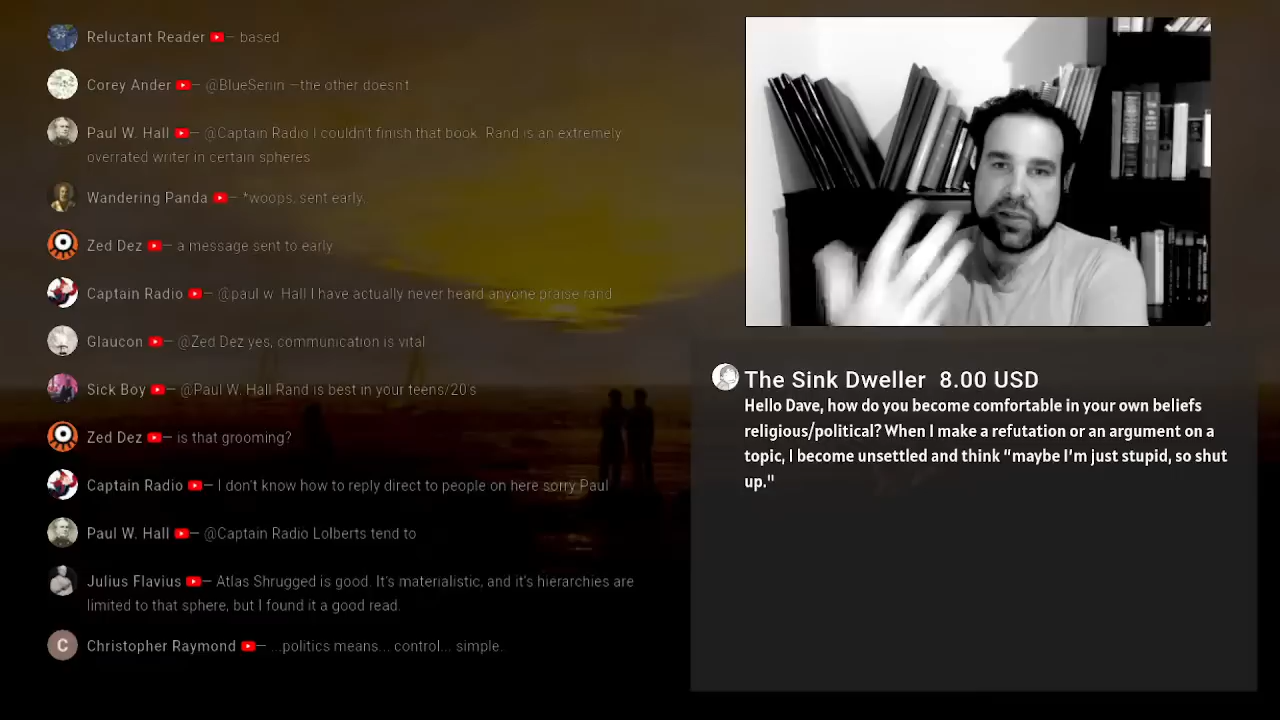 Reluctant Reader — based
Corey Ander — @BlueSeriin —the other doesn't
Paul W. Hall — @Captain Radio I couldn't finish that book. Rand is an extremely
overrated writer in certain spheres
Wandering Panda — *woops, sent early.
Zed Dez — a message sent to early
Captain Radio — @paul w. Hall I have actually never heard anyone praise rand
Glaucon — @Zed Dez yes, communication is vital
Sick Boy — @Paul W. Hall Rand is best in your teens/20's
Zed Dez — is that grooming?
Captain Radio — I don't know how to reply direct to people on here sorry Paul
Paul W. Hall — @Captain Radio Lolberts tend to
Julius Flavius — Atlas Shrugged is good. It's materialistic, and it's hierarchies are
limited to that sphere, but I found it a good read.
C
Christopher Raymond — ...politics means... control... simple.
The Sink Dweller 8.00 USD
Hello Dave, how do you become comfortable in your own beliefs
religious/political? When I make a refutation or an argument on a
topic, I become unsettled and think "maybe I'm just stupid, so shut
up."